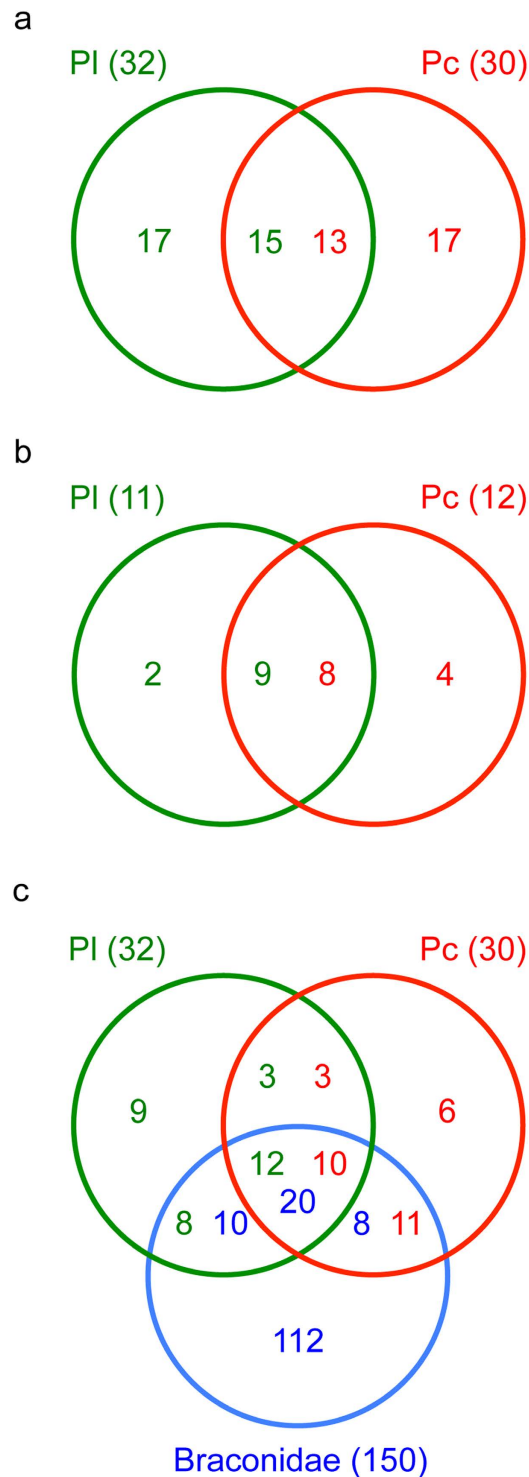 a
Pl (32) Pc (30)
17 15 13 17
b
Pl (11) Pc (12)
2 9 8 4
c
Pl (32) Pc (30)
3 3
9 6
12 10
20
8 10 8 11
112
Braconidae (150)